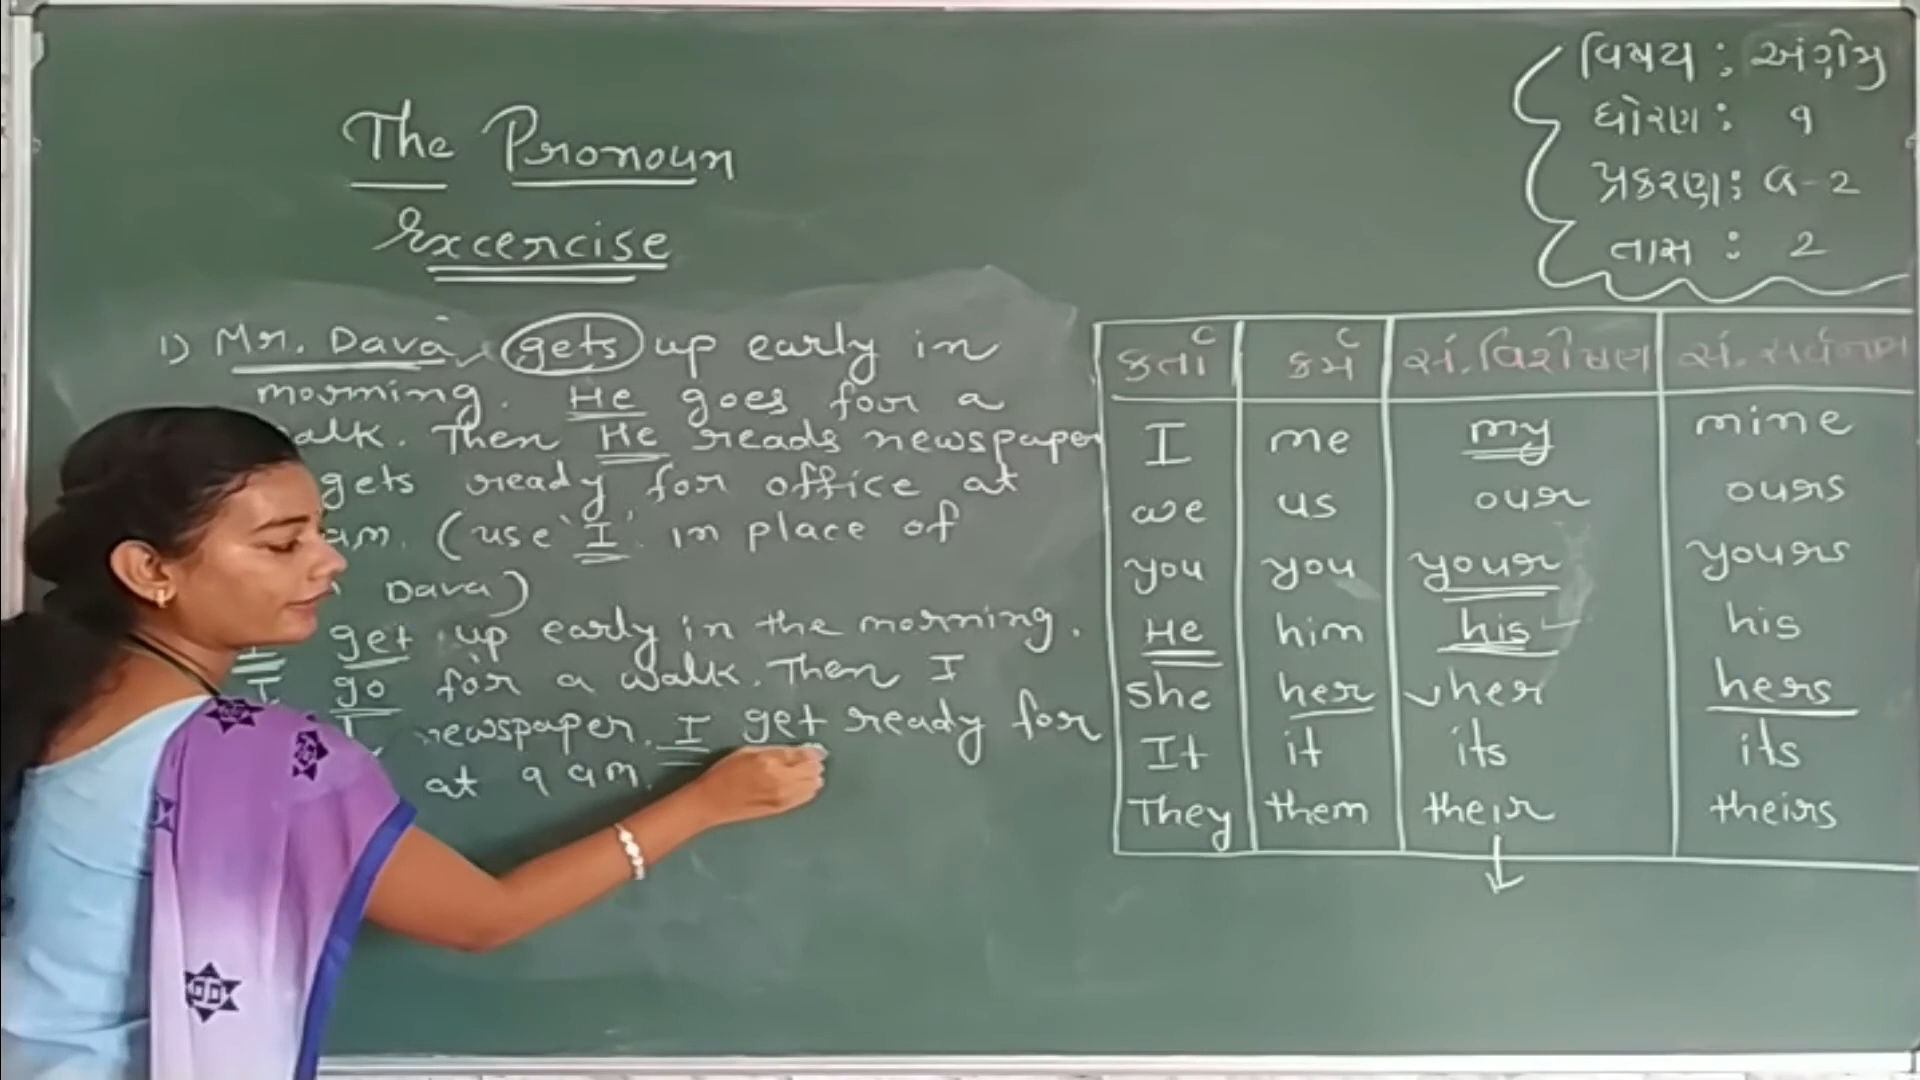 The Pronoun
Excercise
1) Mr. Dava gets up early in
morning. He goes for a
alk. Then He reads newspaper
gets ready for office at
am. (use 'I' in place of
Dava)
I get up early in the morning.
I go for a walk. Then I
newspaper. I get ready for
at 9 am.
વિષય : અંગ્રેજી
ધોરણ : ૧
પ્રકરણ : G-2
તાસ : 2
કર્તા કર્મ સં. વિશેષણ સં. સર્વનામ
I me my mine
we us our ours
you you your yours
He him his his
she her her hers
It it its its
They them their theirs